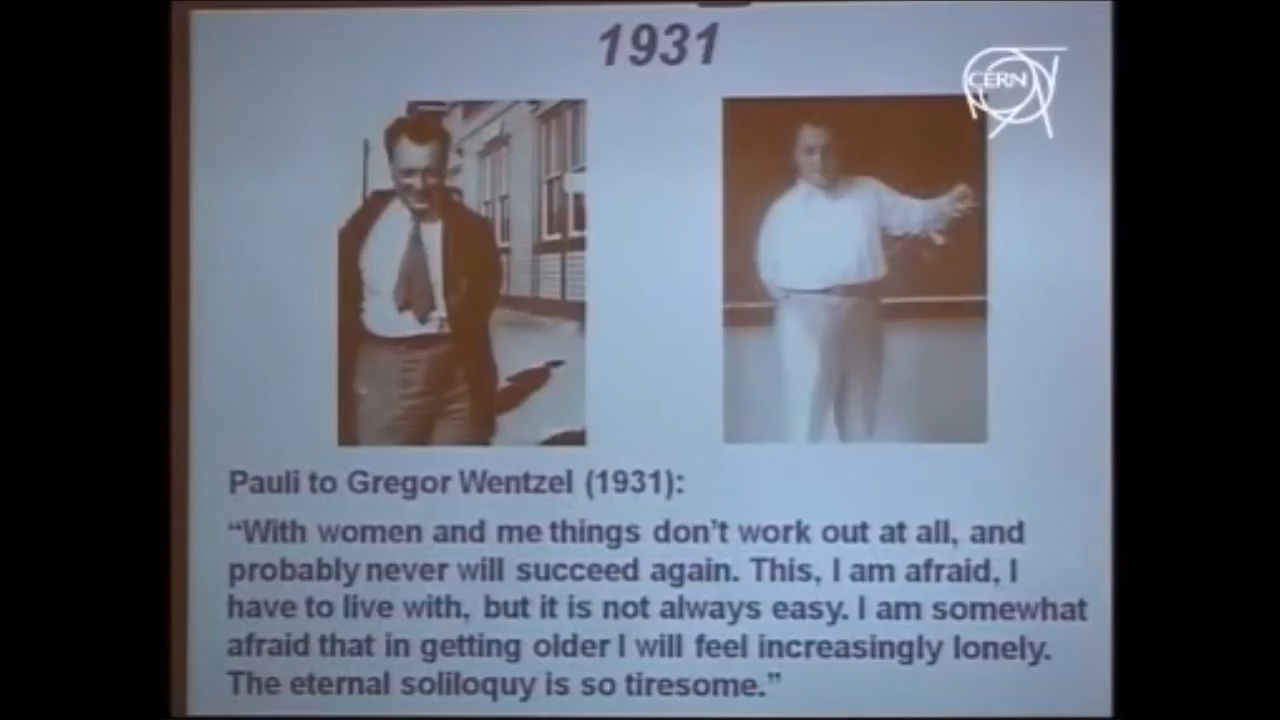 1931
CERN
Pauli to Gregor Wentzel (1931):
“With women and me things don’t work out at all, and
probably never will succeed again. This, I am afraid, I
have to live with, but it is not always easy. I am somewhat
afraid that in getting older I will feel increasingly lonely.
The eternal soliloquy is so tiresome.”